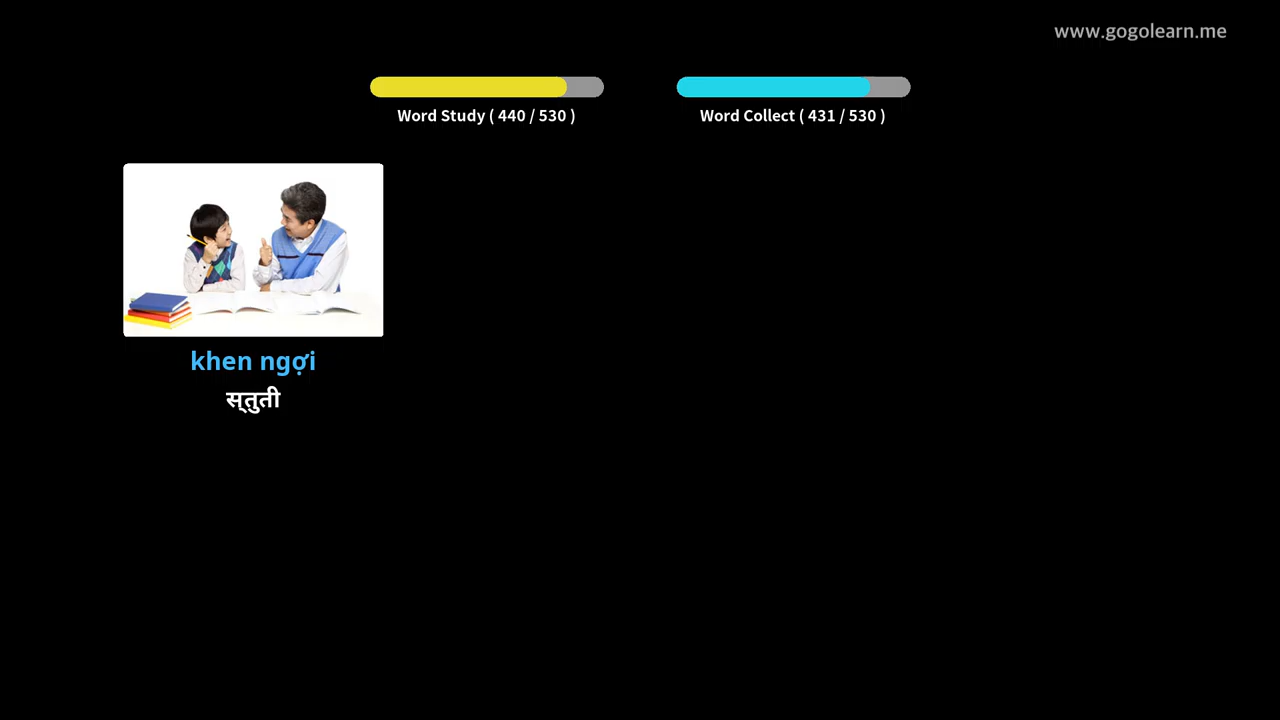 www.gogolearn.me
Word Study ( 440 / 530 )
Word Collect ( 431 / 530 )
khen ngợi
स्तुती